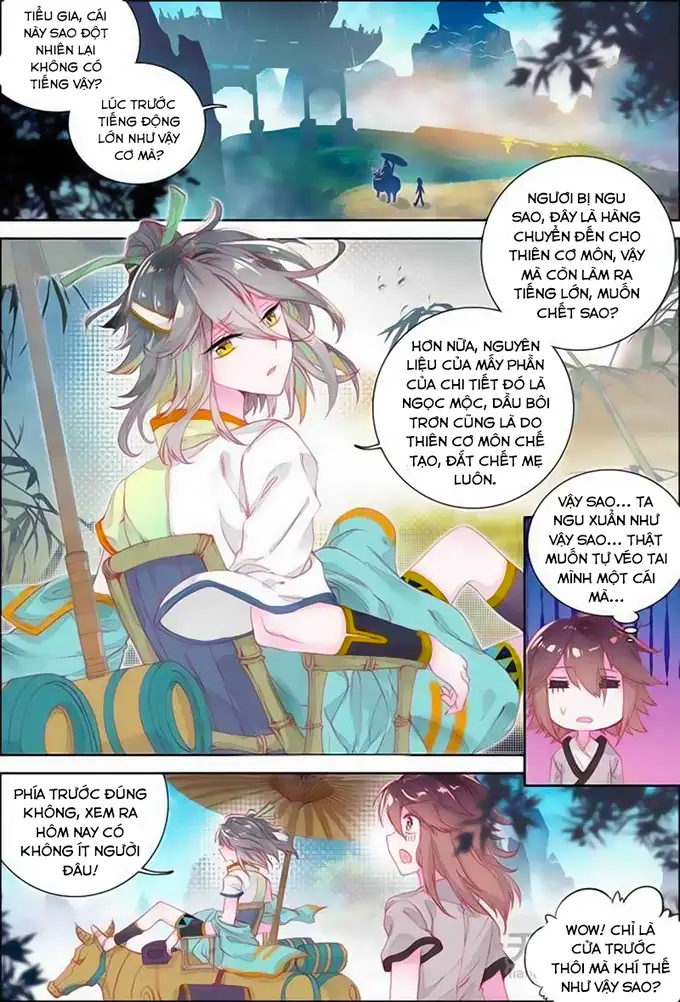 TIỂU GIA, CÁI
NÀY SAO ĐỘT
NHIÊN LẠI
KHÔNG CÓ
TIẾNG VẬY?
LÚC TRƯỚC
TIẾNG ĐỘNG
LỚN NHƯ VẬY
CƠ MÀ?
NGƯƠI BỊ NGU
SAO, ĐÂY LÀ HÀNG
CHUYỂN ĐẾN CHO
THIÊN CƠ MÔN, VẬY
MÀ CÒN LÀM RA
TIẾNG LỚN, MUỐN
CHẾT SAO?
HƠN NỮA, NGUYÊN
LIỆU CỦA MẤY PHẦN
CỦA CHI TIẾT ĐÓ LÀ
NGỌC MỘC, DẦU BÔI
TRƠN CŨNG LÀ DO
THIÊN CƠ MÔN CHẾ
TẠO, ĐẮT CHẾT MẸ
LUÔN.
VẬY SAO... TA
NGU XUẨN NHƯ
VẬY SAO... THẬT
MUỐN TỰ VÉO TAI
MÌNH MỘT CÁI
MÃ...
PHÍA TRƯỚC ĐÚNG
KHÔNG, XEM RA
HÔM NAY CÓ
KHÔNG ÍT NGƯỜI
ĐÂU!
WOW! CHỈ LÀ
CỬA TRƯỚC
THÔI MÀ KHÍ THẾ
NHƯ VẬY SAO?